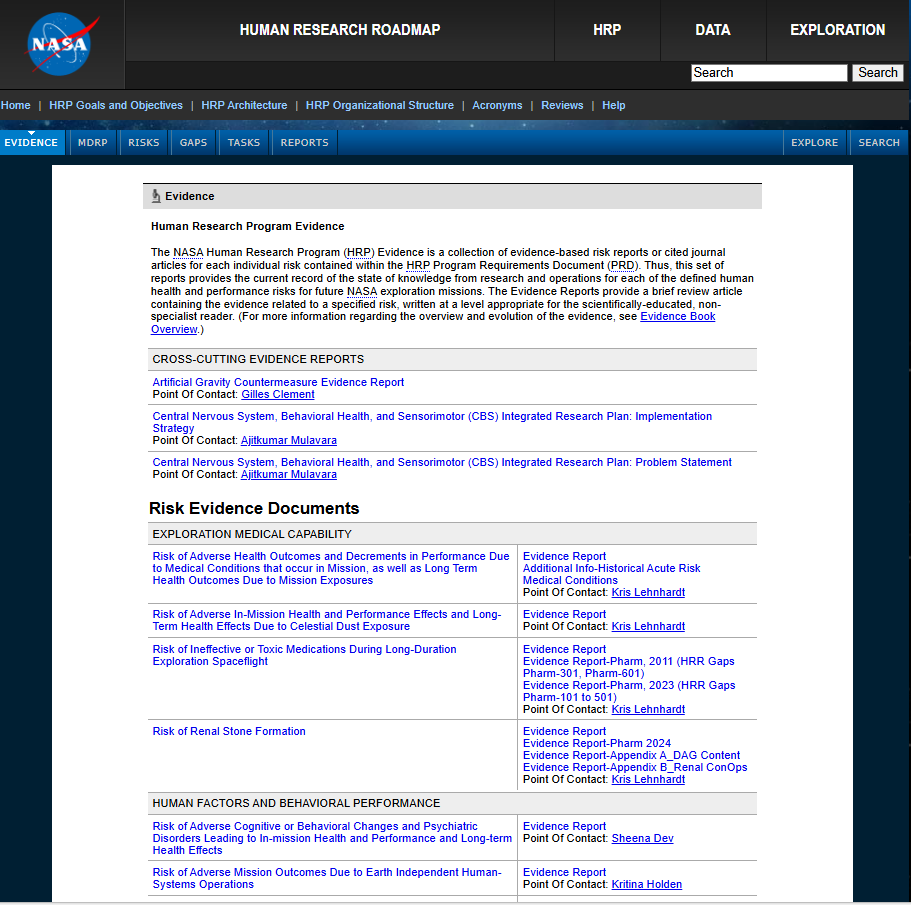 NASA
HUMAN RESEARCH ROADMAP
HRP
DATA
EXPLORATION
Search
Search
Home | HRP Goals and Objectives | HRP Architecture | HRP Organizational Structure | Acronyms | Reviews | Help
EVIDENCE
MDRP
RISKS
GAPS
TASKS
REPORTS
EXPLORE
SEARCH
Evidence
Human Research Program Evidence
The NASA Human Research Program (HRP) Evidence is a collection of evidence-based risk reports or cited journal
articles for each individual risk contained within the HRP Program Requirements Document (PRD). Thus, this set of
reports provides the current record of the state of knowledge from research and operations for each of the defined human
health and performance risks for future NASA exploration missions. The Evidence Reports provide a brief review article
containing the evidence related to a specified risk, written at a level appropriate for the scientifically-educated, non-
specialist reader. (For more information regarding the overview and evolution of the evidence, see Evidence Book
Overview.)
CROSS-CUTTING EVIDENCE REPORTS
Artificial Gravity Countermeasure Evidence Report
Point Of Contact: Gilles Clement
Central Nervous System, Behavioral Health, and Sensorimotor (CBS) Integrated Research Plan: Implementation
Strategy
Point Of Contact: Ajitkumar Mulavara
Central Nervous System, Behavioral Health, and Sensorimotor (CBS) Integrated Research Plan: Problem Statement
Point Of Contact: Ajitkumar Mulavara
Risk Evidence Documents
EXPLORATION MEDICAL CAPABILITY
Risk of Adverse Health Outcomes and Decrements in Performance Due
to Medical Conditions that occur in Mission, as well as Long Term
Health Outcomes Due to Mission Exposures
Evidence Report
Additional Info-Historical Acute Risk
Medical Conditions
Point Of Contact: Kris Lehnhardt
Risk of Adverse In-Mission Health and Performance Effects and Long-
Term Health Effects Due to Celestial Dust Exposure
Evidence Report
Point Of Contact: Kris Lehnhardt
Risk of Ineffective or Toxic Medications During Long-Duration
Exploration Spaceflight
Evidence Report
Evidence Report-Pharm, 2011 (HRR Gaps
Pharm-301, Pharm-601)
Evidence Report-Pharm, 2023 (HRR Gaps
Pharm-101 to 501)
Point Of Contact: Kris Lehnhardt
Risk of Renal Stone Formation
Evidence Report
Evidence Report-Pharm 2024
Evidence Report-Appendix A_DAG Content
Evidence Report-Appendix B_Renal ConOps
Point Of Contact: Kris Lehnhardt
HUMAN FACTORS AND BEHAVIORAL PERFORMANCE
Risk of Adverse Cognitive or Behavioral Changes and Psychiatric
Disorders Leading to In-mission Health and Performance and Long-term
Health Effects
Evidence Report
Point Of Contact: Sheena Dev
Risk of Adverse Mission Outcomes Due to Earth Independent Human-
Systems Operations
Evidence Report
Point Of Contact: Kritina Holden